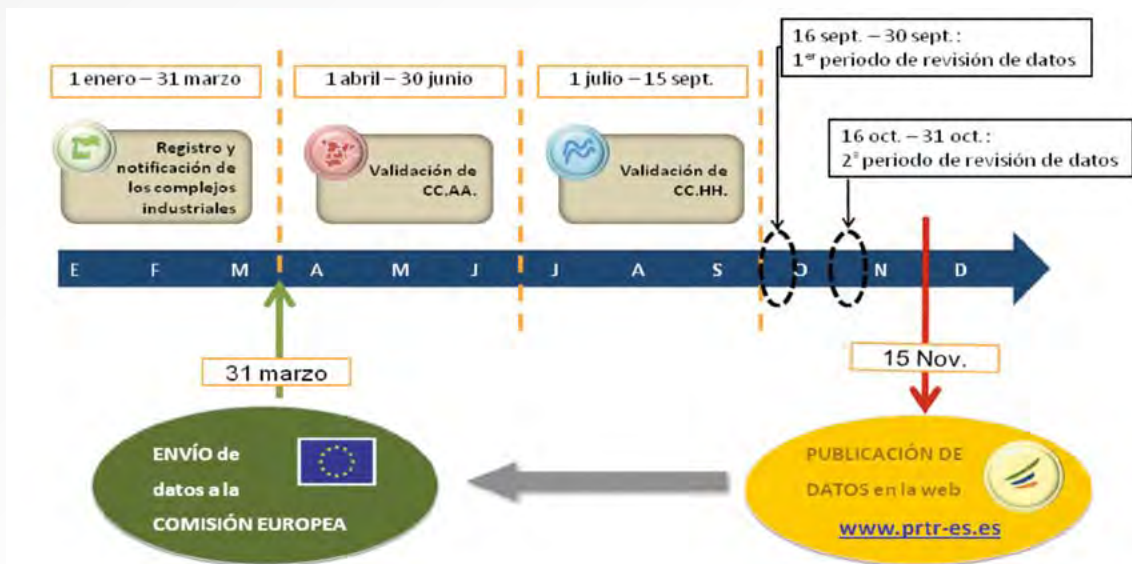 16 sept. – 30 sept.:
1er periodo de revisión de datos
1 enero – 31 marzo
1 abril – 30 junio
1 julio – 15 sept.
16 oct. – 31 oct.:
2º periodo de revisión de datos
Registro y
notificación de
los complejos
industriales
Validación de
CC.AA.
Validación de
CC.HH.
E F M A M J J A S O N D
31 marzo
15 Nov.
ENVÍO de
datos a la
COMISIÓN EUROPEA
PUBLICACIÓN DE
DATOS en la web
www.prtr-es.es